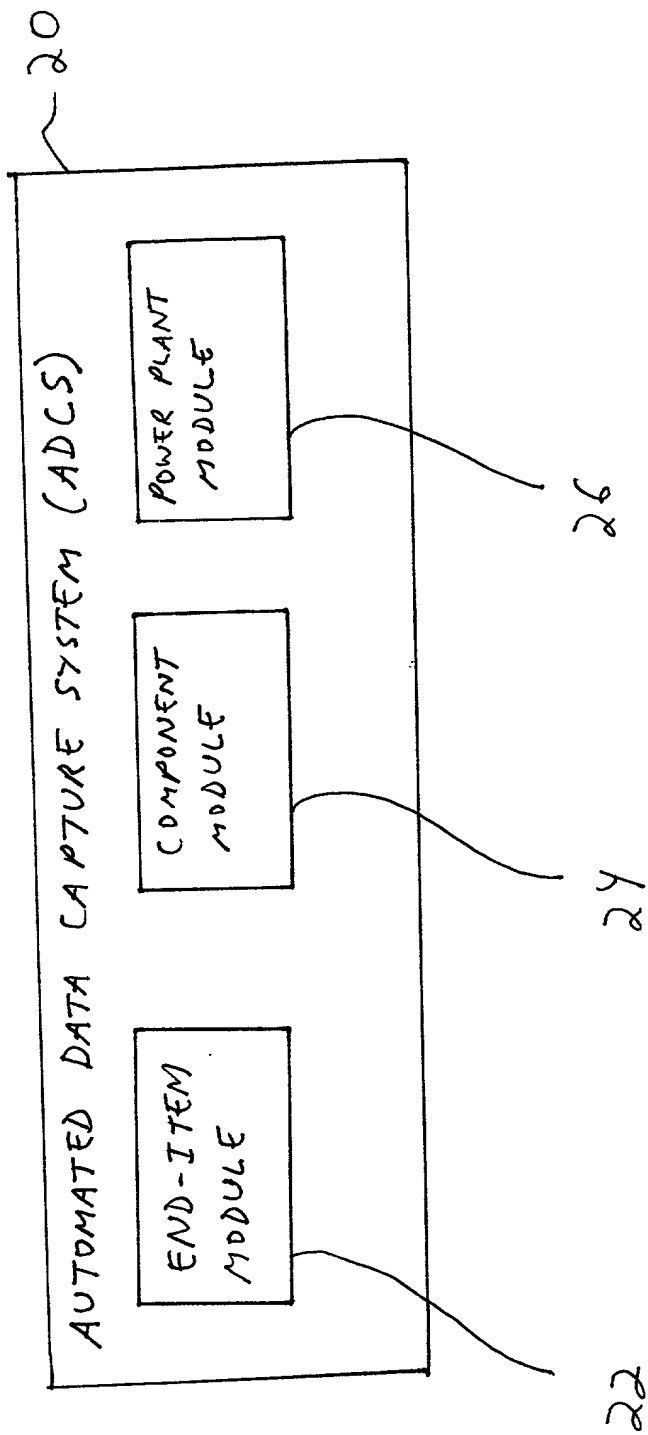 AUTOMATED DATA CAPTURE SYSTEM (ADCS)
20
END-ITEM
MODULE
COMPONENT
MODULE
POWER PLANT
MODULE
22
24
26